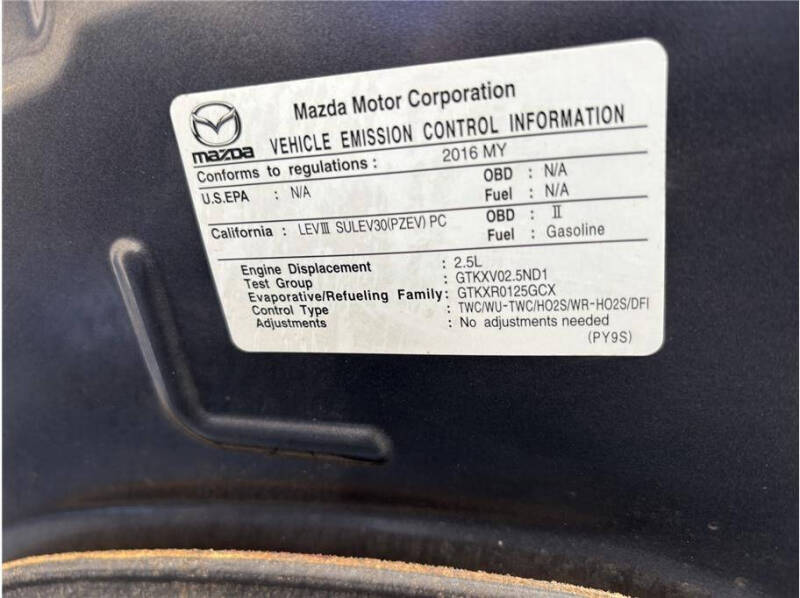 Mazda Motor Corporation
mazda VEHICLE EMISSION CONTROL INFORMATION
Conforms to regulations : 2016 MY
U.S.EPA : N/A OBD : N/A
Fuel : N/A
California : LEVIII SULEV30(PZEV) PC OBD : II
Fuel : Gasoline
Engine Displacement : 2.5L
Test Group : GTKXV02.5ND1
Evaporative/Refueling Family: GTKXR0125GCX
Control Type : TWC/WU-TWC/HO2S/WR-HO2S/DFI
Adjustments : No adjustments needed
(PY9S)